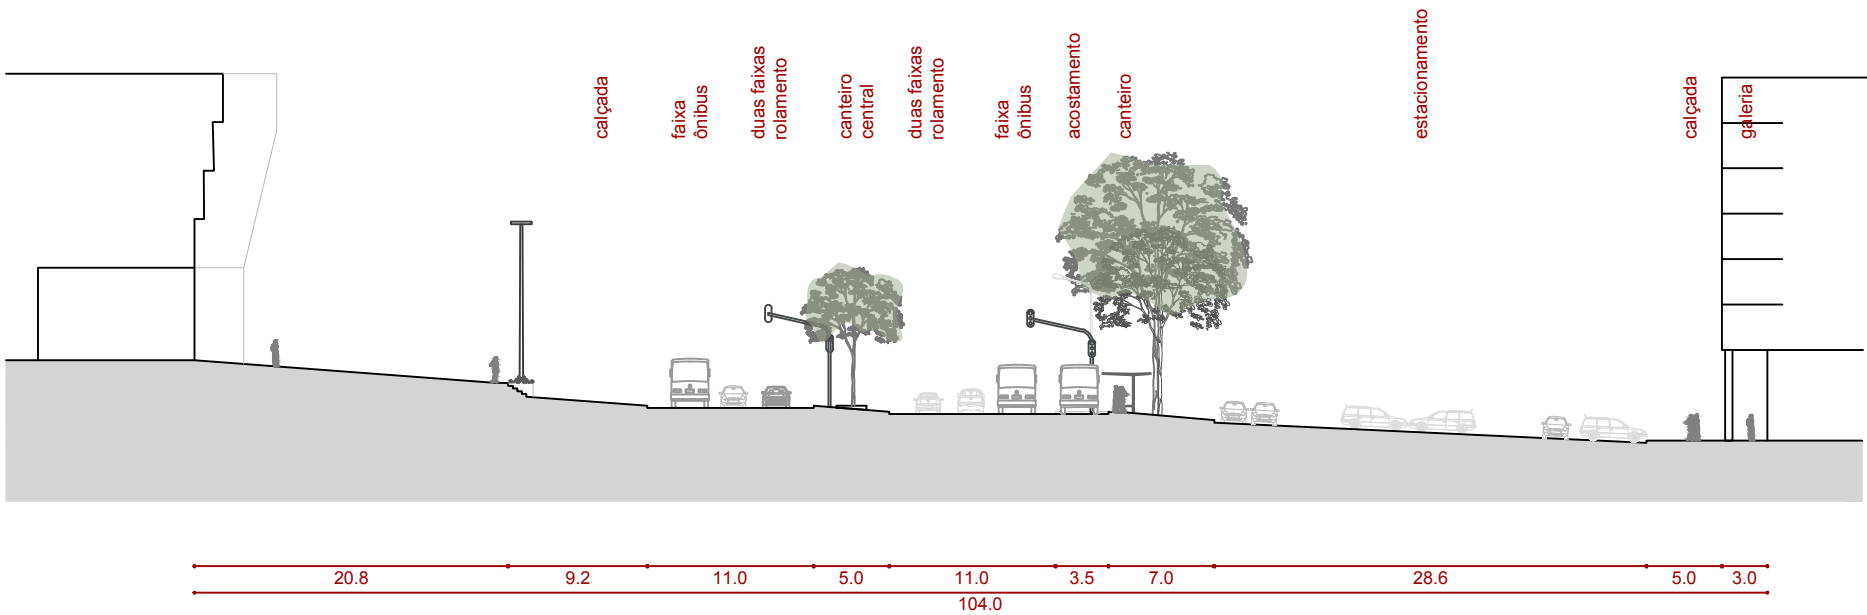 calçada
faixa
ônibus
duas faixas
rolamento
canteiro
central
duas faixas
rolamento
faixa
ônibus
acostamento
canteiro
estacionamento
calçada
galeria
20.8
9.2
11.0
5.0
11.0
3.5
7.0
28.6
5.0
3.0
104.0